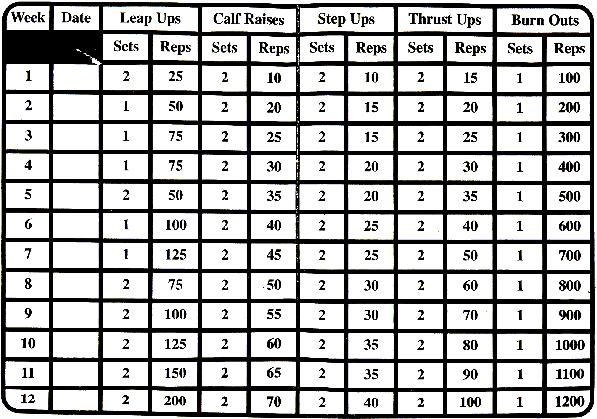 Week Date Leap Ups Calf Raises Step Ups Thrust Ups Burn Outs
Sets Reps Sets Reps Sets Reps Sets Reps Sets Reps
1 2 25 2 10 2 10 2 15 1 100
2 1 50 2 20 2 15 2 20 1 200
3 1 75 2 25 2 15 2 25 1 300
4 1 75 2 30 2 20 2 30 1 400
5 2 50 2 35 2 20 2 35 1 500
6 1 100 2 40 2 25 2 40 1 600
7 1 125 2 45 2 25 2 50 1 700
8 2 75 2 50 2 30 2 60 1 800
9 2 100 2 55 2 30 2 70 1 900
10 2 125 2 60 2 35 2 80 1 1000
11 2 150 2 65 2 35 2 90 1 1100
12 2 200 2 70 2 40 2 100 1 1200